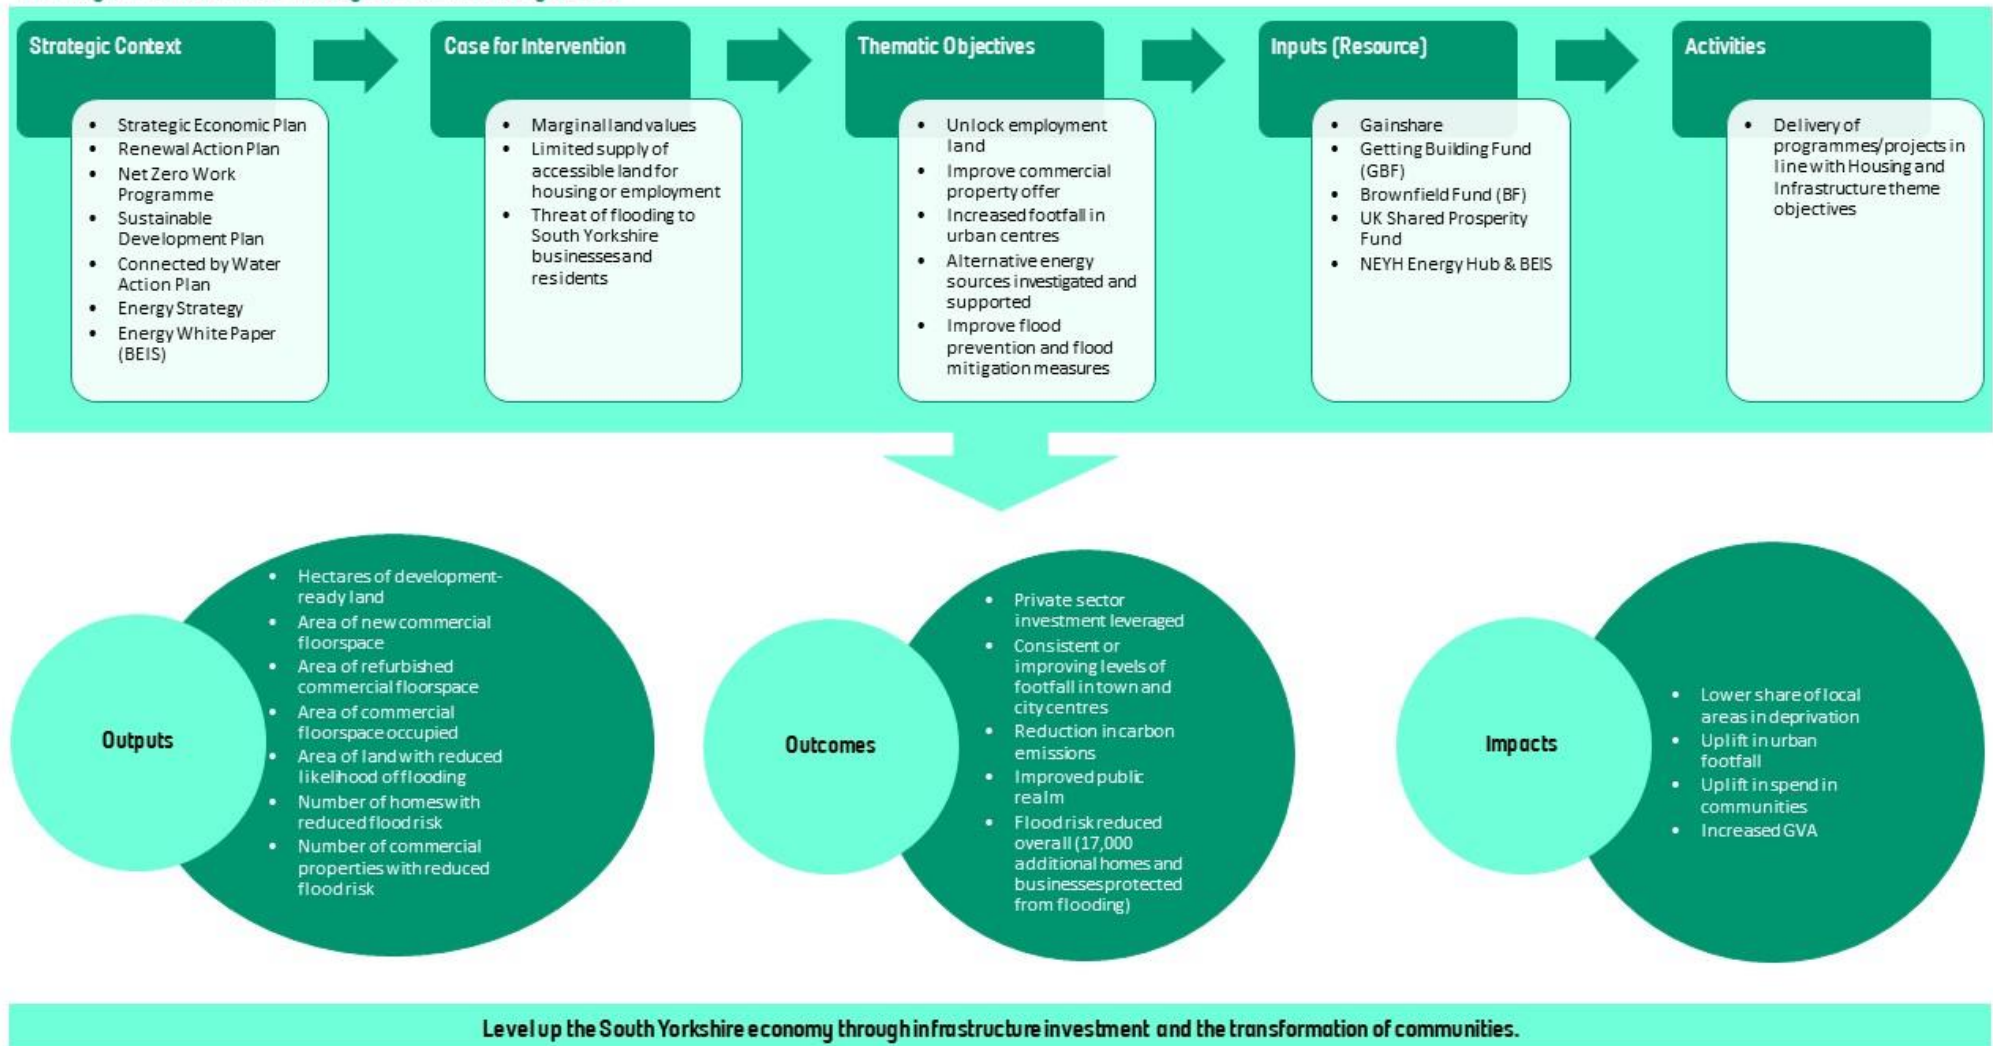 Strategic Context
• Strategic Economic Plan
• Renewal Action Plan
• Net Zero Work
Programme
• Sustainable
Development Plan
• Connected by Water
Action Plan
• Energy Strategy
• Energy White Paper
(BEIS)
Case for Intervention
• Marginal land values
• Limited supply of
accessible land for
housing or employment
• Threat of flooding to
South Yorkshire
businesses and
residents
Thematic Objectives
• Unlock employment
land
• Improve commercial
property offer
• Increased footfall in
urban centres
• Alternative energy
sources investigated and
supported
• Improve flood
prevention and flood
mitigation measures
Inputs (Resource)
• Gainshare
• Getting Building Fund
(GBF)
• Brownfield Fund (BF)
• UK Shared Prosperity
Fund
• NEYH Energy Hub & BEIS
Activities
• Delivery of
programmes/projects in
line with Housing and
Infrastructure theme
objectives
Outputs
• Hectares of development-
ready land
• Area of new commercial
floorspace
• Area of refurbished
commercial floorspace
• Area of commercial
floorspace occupied
• Area of land with reduced
likelihood of flooding
• Number of homes with
reduced flood risk
• Number of commercial
properties with reduced
flood risk
Outcomes
• Private sector
investment leveraged
• Consistent or
improving levels of
footfall in town and
city centres
• Reduction in carbon
emissions
• Improved public
realm
• Flood risk reduced
overall (17,000
additional homes and
businesses protected
from flooding)
Impacts
• Lower share of local
areas in deprivation
• Uplift in urban
footfall
• Uplift in spend in
communities
• Increased GVA
Level up the South Yorkshire economy through infrastructure investment and the transformation of communities.